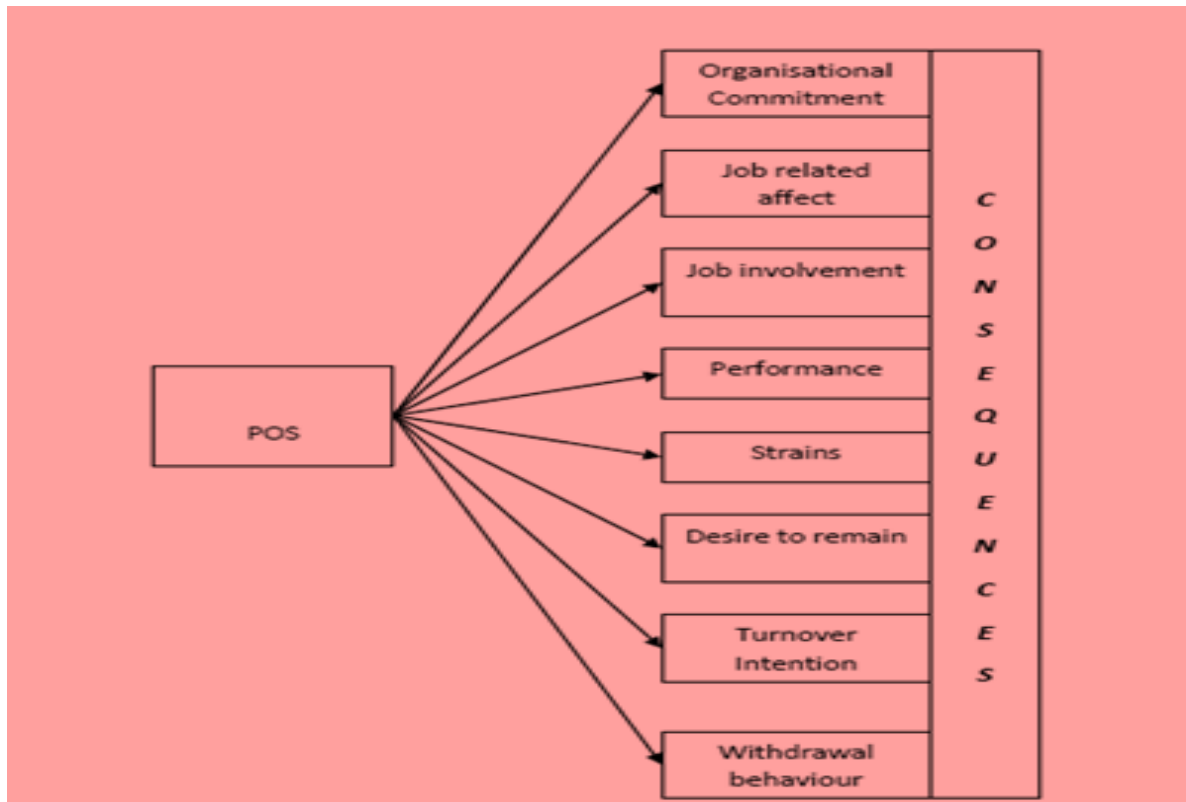 POS
Organisational
Commitment
Job related
affect
Job involvement
Performance
Strains
Desire to remain
Turnover
Intention
Withdrawal
behaviour
C
O
N
S
E
Q
U
E
N
C
E
S